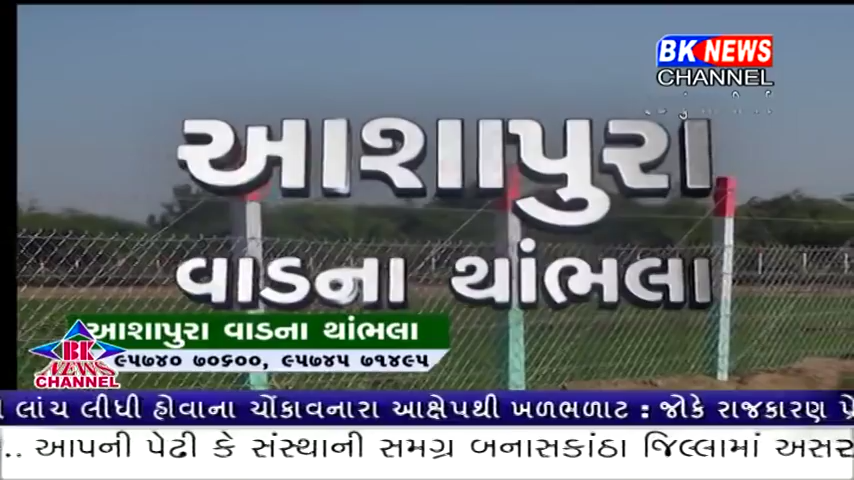 BK NEWS
CHANNEL
આશાપુરા
વાડના થાંભલા
આશાપુરા વાડના થાંભલા
૯૫૭૪૦ ૭૦૬૦૦, ૯૫૭૪૫ ૭૧૪૯૫
BK
NEWS
CHANNEL
લાંચ લીધી હોવાના ચોંકાવનારા આક્ષેપથી ખળભળાટ : જોકે રાજકારણ
.. આપની પેઢી કે સંસ્થાની સમગ્ર બનાસકાંઠા જિલ્લામાં